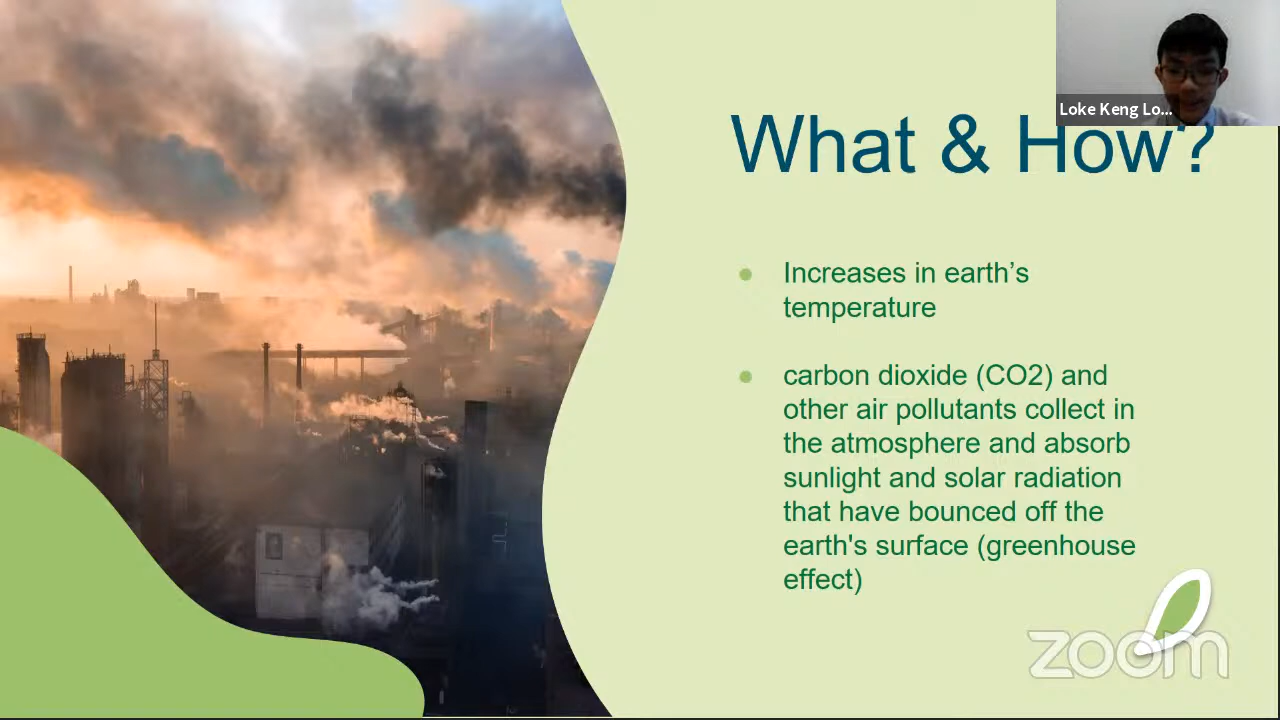 Loke Keng Lo...
What & How?
Increases in earth’s
temperature
carbon dioxide (CO2) and
other air pollutants collect in
the atmosphere and absorb
sunlight and solar radiation
that have bounced off the
earth's surface (greenhouse
effect)
zoom